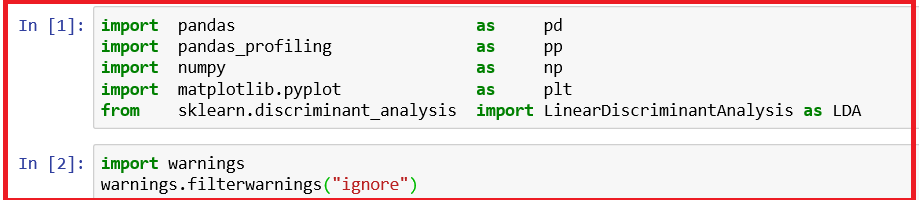 In [1]: import pandas as pd
import pandas_profiling as pp
import numpy as np
import matplotlib.pyplot as plt
from sklearn.discriminant_analysis import LinearDiscriminantAnalysis as LDA
In [2]: import warnings
warnings.filterwarnings("ignore")